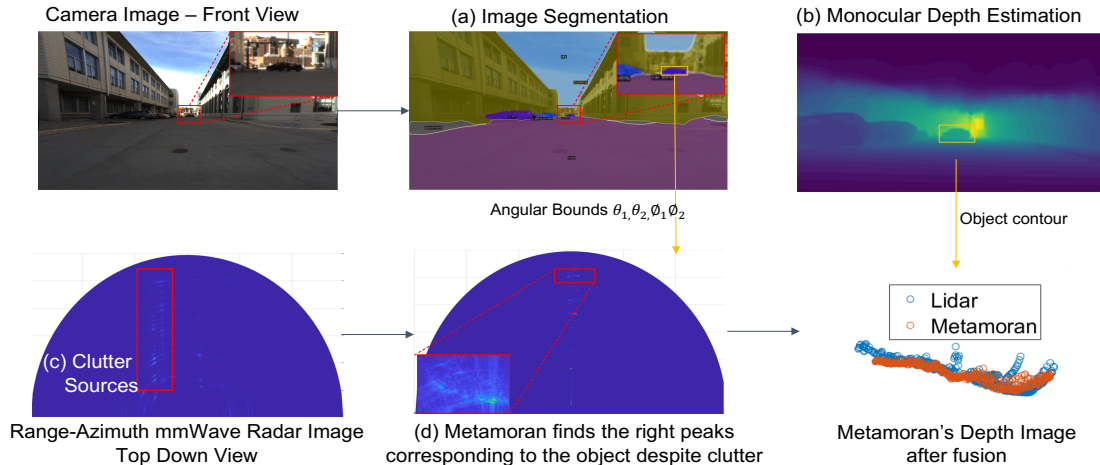 Camera Image – Front View
(a) Image Segmentation
(b) Monocular Depth Estimation
Angular Bounds θ₁,θ₂,∅₁∅₂
Object contour
(c) Clutter
Sources
Lidar
Metamoran
Range-Azimuth mmWave Radar Image
Top Down View
(d) Metamoran finds the right peaks
corresponding to the object despite clutter
Metamoran's Depth Image
after fusion